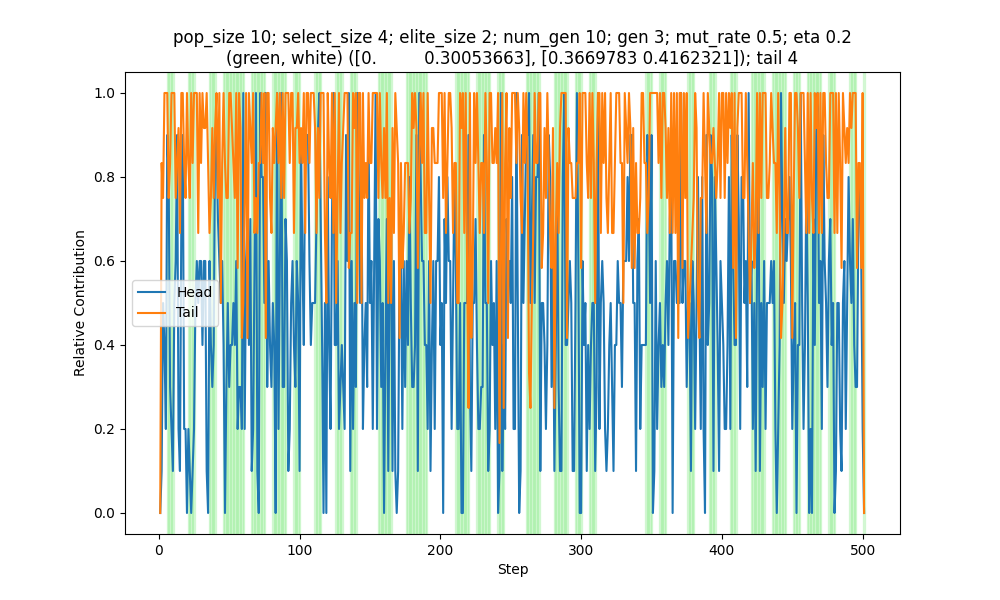 pop_size 10; select_size 4; elite_size 2; num_gen 10; gen 3; mut_rate 0.5; eta 0.2
(green, white) ([0.         0.30053663], [0.3669783 0.4162321]); tail 4
1.0
0.8
0.6
0.4
0.2
0.0
Relative Contribution
Head
Tail
0
100
200
300
400
500
Step